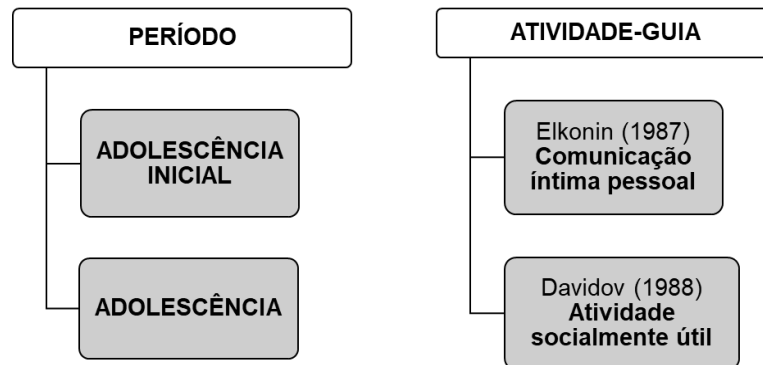 PERÍODO
ADOLESCÊNCIA
INICIAL
ADOLESCÊNCIA
ATIVIDADE-GUIA
Elkonin (1987)
Comunicação
íntima pessoal
Davidov (1988)
Atividade
socialmente útil